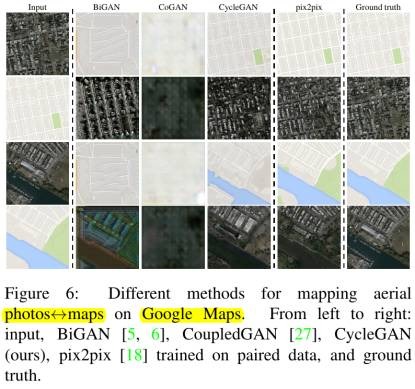 Input BiGAN CoGAN CycleGAN pix2pix Ground truth
Figure 6: Different methods for mapping aerial
photos↔maps on Google Maps. From left to right:
input, BiGAN [5, 6], CoupledGAN [27], CycleGAN
(ours), pix2pix [18] trained on paired data, and ground
truth.